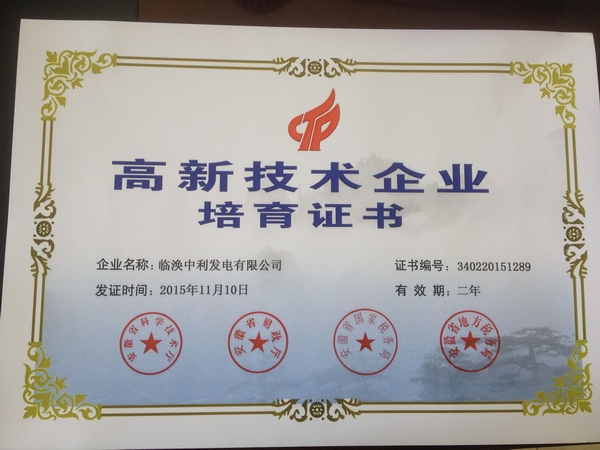 CTP
高新技术企业
培育证书
企业名称：临涣中利发电有限公司
证书编号：340220151289
发证时间：2015年11月10日
有效期：二年
安徽省科学技术厅
安徽省财政厅
安徽省国家税务局
安徽省地方税务局